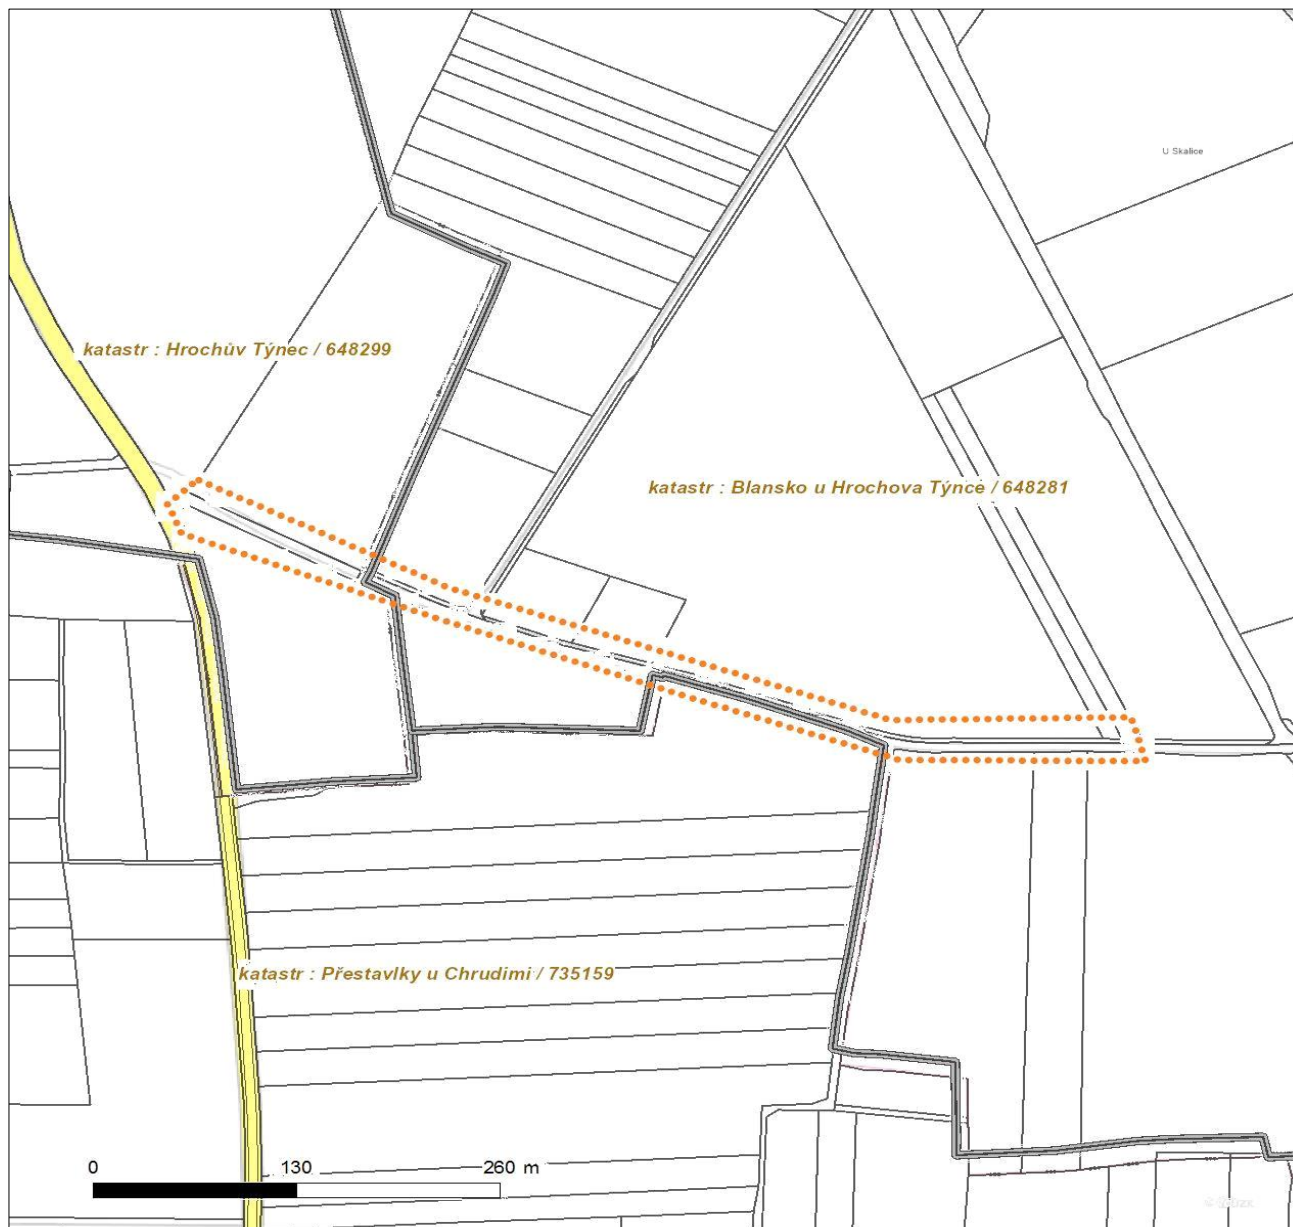 U Skalice
katastr : Hrochův Týnec / 648299
katastr : Blansko u Hrochova Týnce / 648281
katastr : Přestavlky u Chrudimi / 735159
0 130 260 m